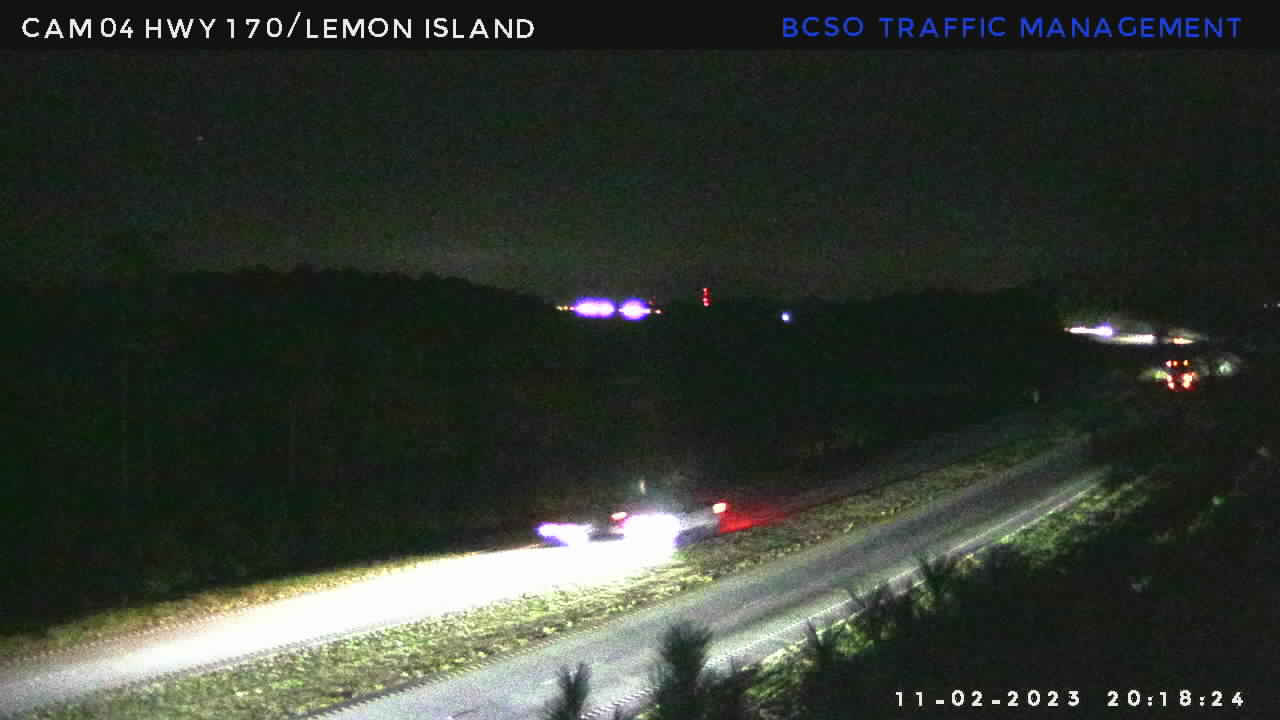 CAM04 HWY 170/LEMON ISLAND
BCSO TRAFFIC MANAGEMENT
11-02-2023 20:18:24